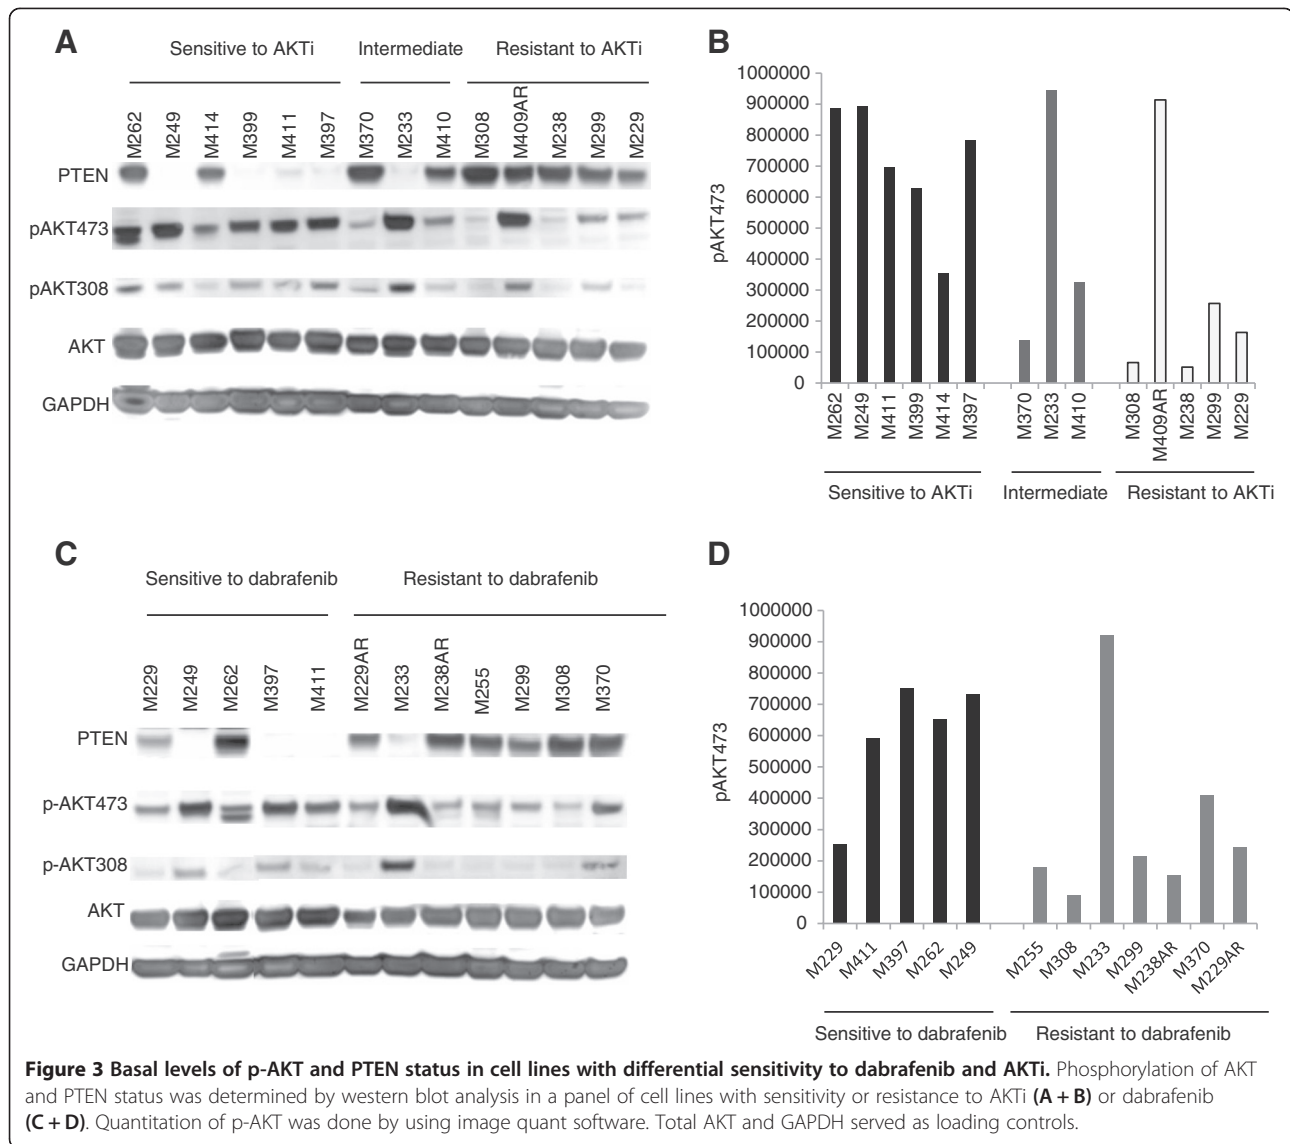 A
Sensitive to AKTi Intermediate Resistant to AKTi
M262 M249 M414 M399 M411 M397 M370 M233 M410 M308 M409AR M238 M299 M229
PTEN
pAKT473
pAKT308
AKT
GAPDH
B
pAKT473
1000000
900000
800000
700000
600000
500000
400000
300000
200000
100000
0
M262 M249 M411 M399 M414 M397 M370 M233 M410 M308 M409AR M238 M299 M229
Sensitive to AKTi Intermediate Resistant to AKTi
C
Sensitive to dabrafenib Resistant to dabrafenib
M229 M249 M262 M397 M411 M229AR M233 M238AR M255 M299 M308 M370
PTEN
p-AKT473
p-AKT308
AKT
GAPDH
D
pAKT473
1000000
900000
800000
700000
600000
500000
400000
300000
200000
100000
0
M229 M411 M397 M262 M249 M255 M308 M233 M299 M238AR M370 M229AR
Sensitive to dabrafenib Resistant to dabrafenib
Figure 3 Basal levels of p-AKT and PTEN status in cell lines with differential sensitivity to dabrafenib and AKTi. Phosphorylation of AKT
and PTEN status was determined by western blot analysis in a panel of cell lines with sensitivity or resistance to AKTi (A + B) or dabrafenib
(C + D). Quantitation of p-AKT was done by using image quant software. Total AKT and GAPDH served as loading controls.